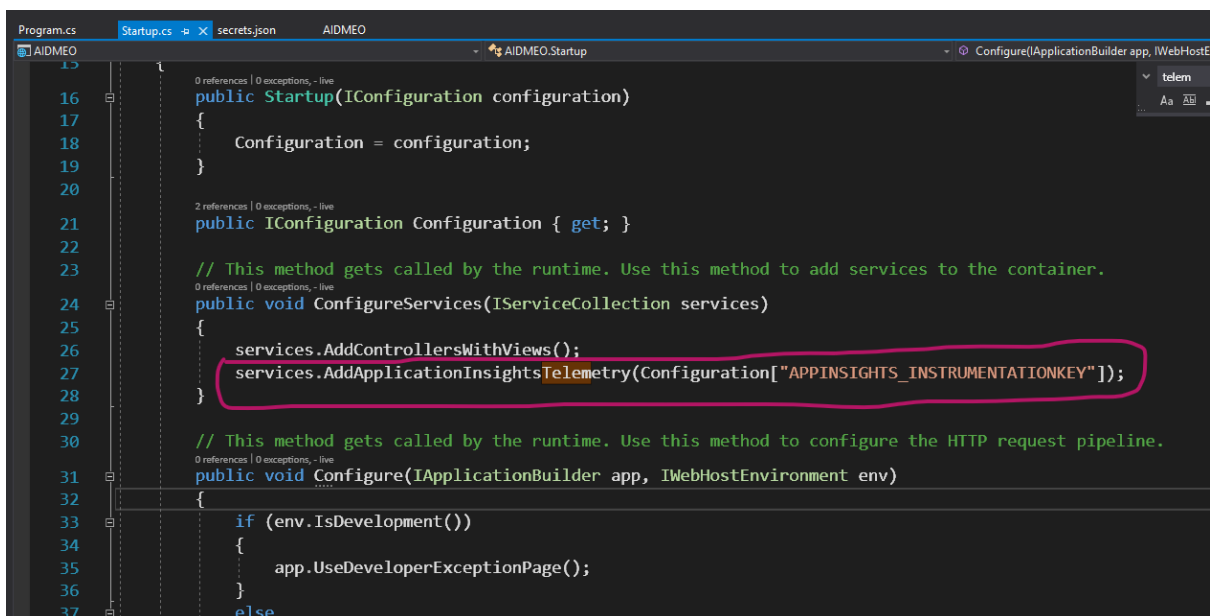 Program.cs Startup.cs secrets.json AIDMEO
AIDMEO AIDMEO.Startup Configure(IApplicationBuilder app, IWebHostE
telem
Aa Abl
15 {
0 references | 0 exceptions, - live
16 public Startup(IConfiguration configuration)
17 {
18 Configuration = configuration;
19 }
20
2 references | 0 exceptions, - live
21 public IConfiguration Configuration { get; }
22
23 // This method gets called by the runtime. Use this method to add services to the container.
0 references | 0 exceptions, - live
24 public void ConfigureServices(IServiceCollection services)
25 {
26 services.AddControllersWithViews();
27 services.AddApplicationInsightsTelemetry(Configuration["APPINSIGHTS_INSTRUMENTATIONKEY"]);
28 }
29
30 // This method gets called by the runtime. Use this method to configure the HTTP request pipeline.
0 references | 0 exceptions, - live
31 public void Configure(IApplicationBuilder app, IWebHostEnvironment env)
32 {
33 if (env.IsDevelopment())
34 {
35 app.UseDeveloperExceptionPage();
36 }
37 else